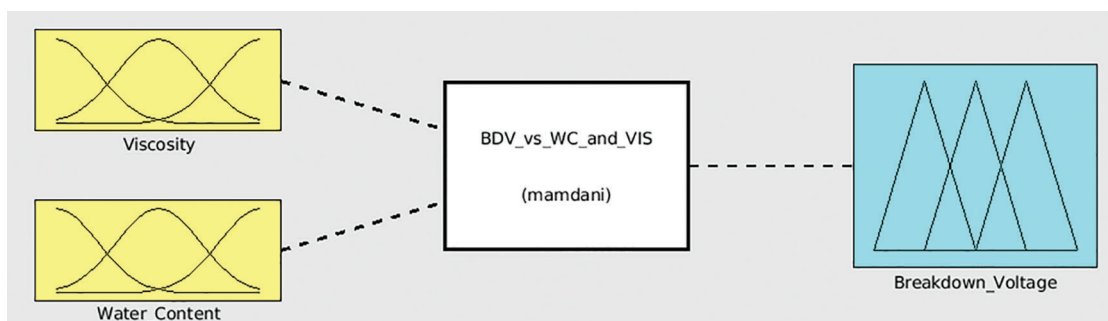 Viscosity
BDV_vs_WC_and_VIS
(mamdani)
Water Content
Breakdown_Voltage